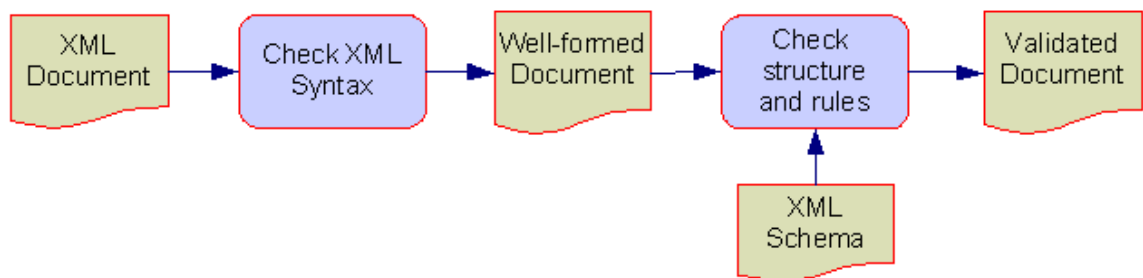 XML
Document
Check XML
Syntax
Well-formed
Document
Check
structure
and rules
Validated
Document
XML
Schema